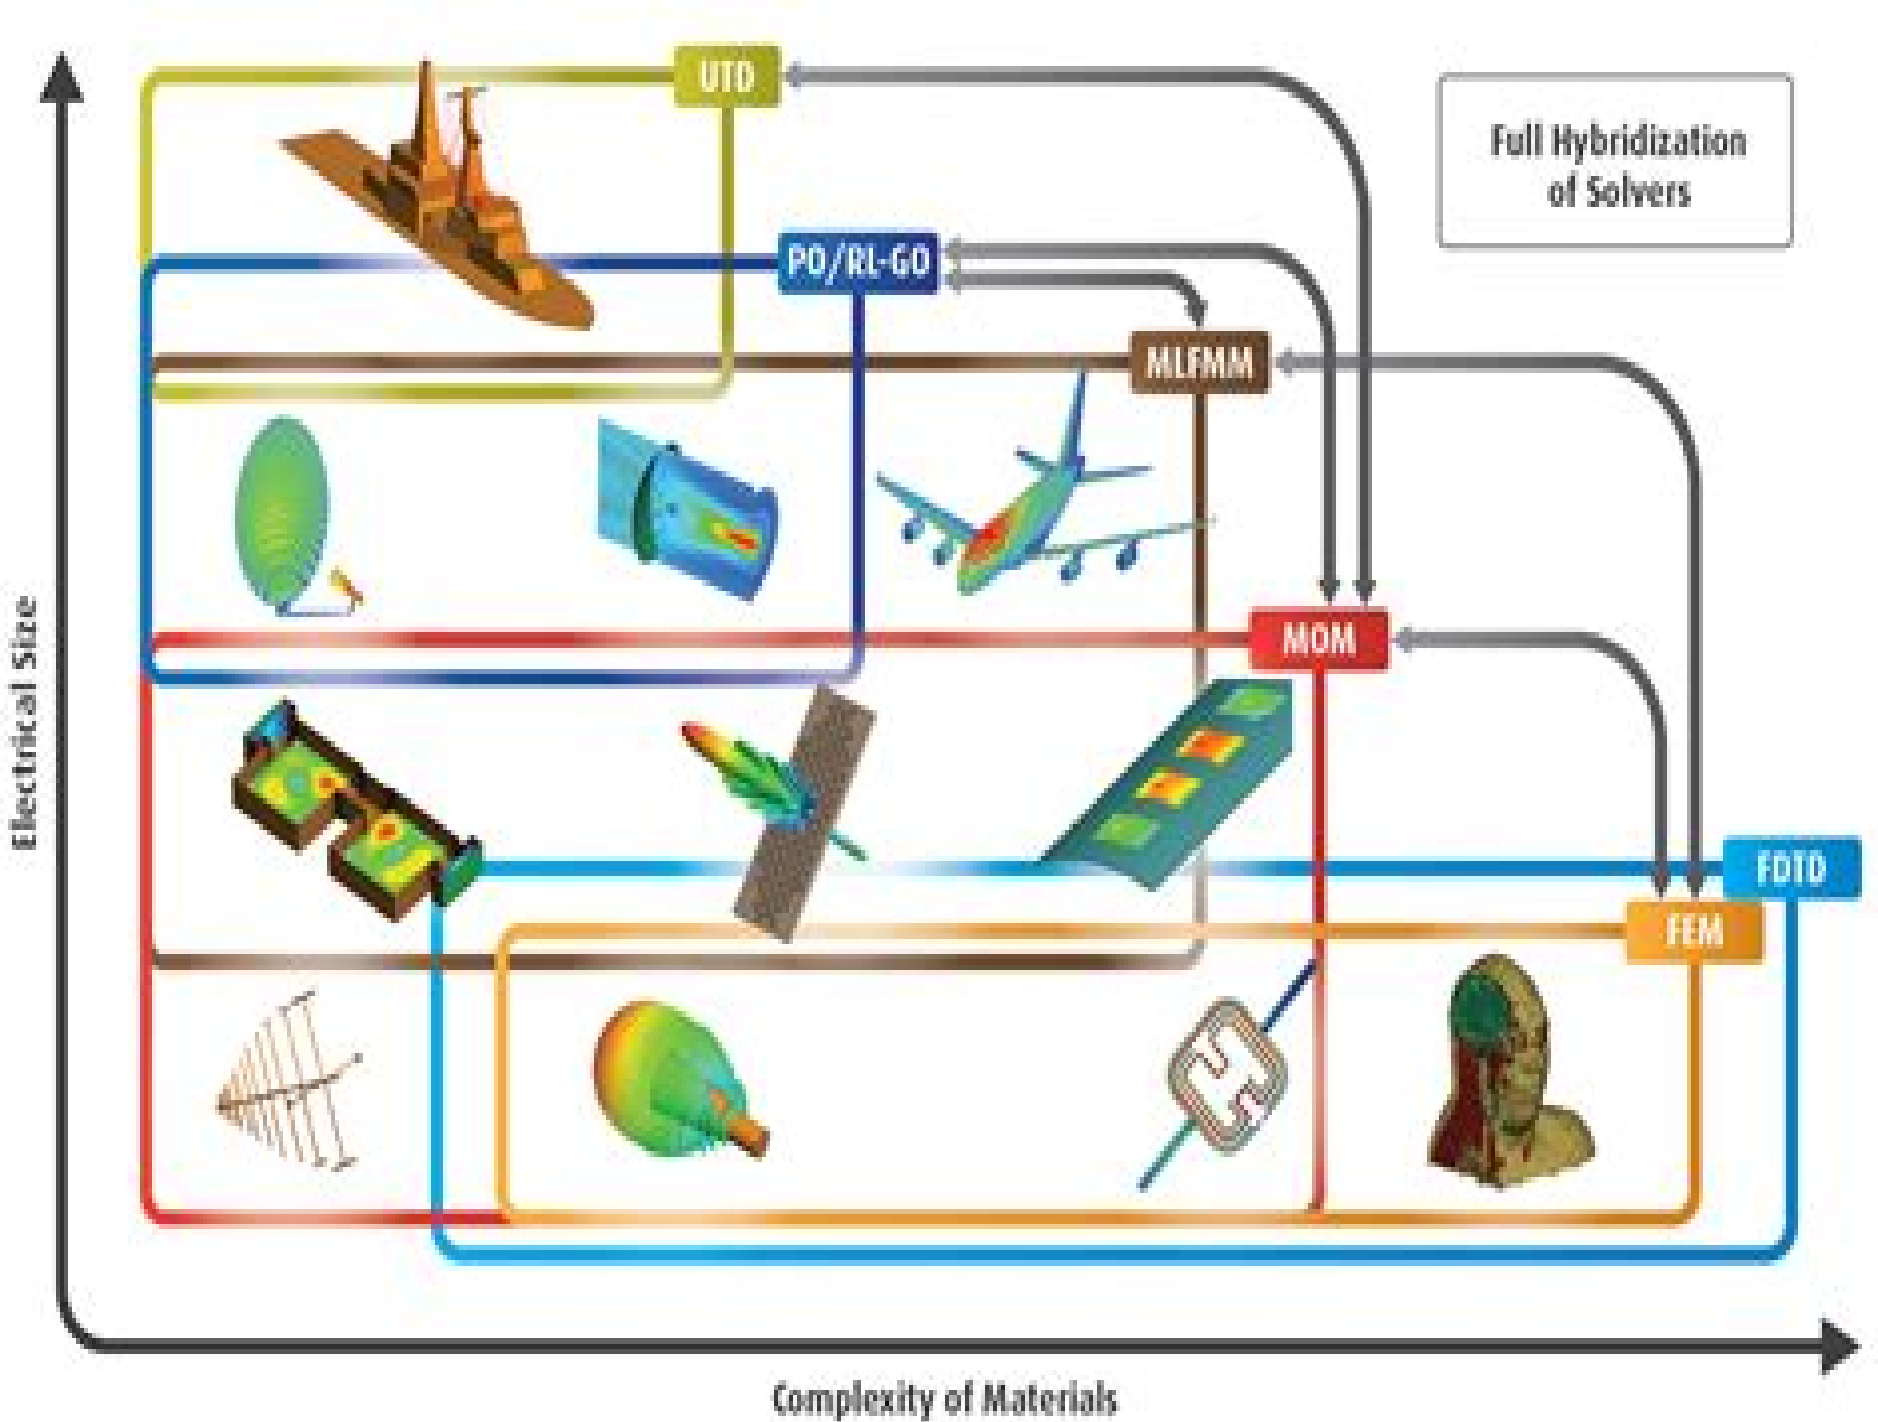 UTD
Full Hybridization
of Solvers
PO/RL-GO
MLFMM
MOM
Electrical Size
FDTD
FEM
Complexity of Materials